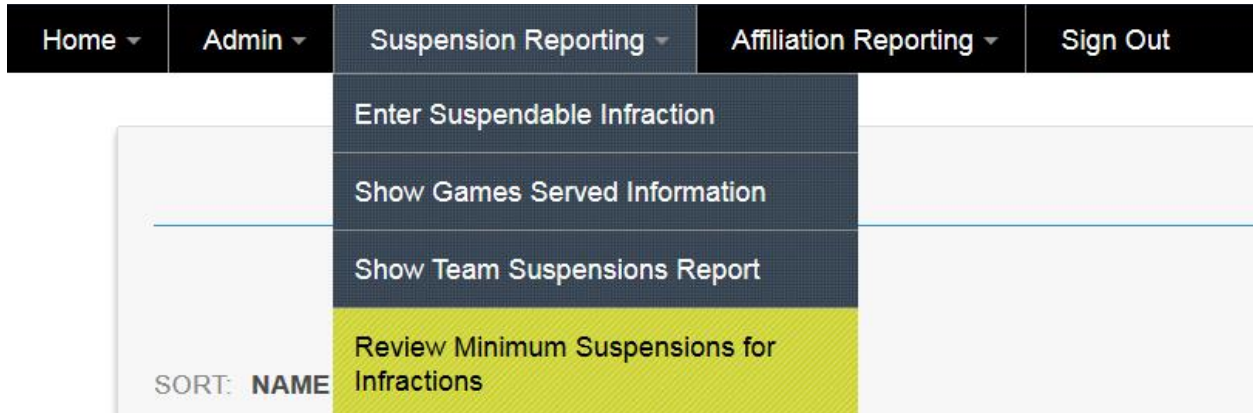 Home Admin Suspension Reporting Affiliation Reporting Sign Out
Enter Suspendable Infraction
Show Games Served Information
Show Team Suspensions Report
Review Minimum Suspensions for
Infractions
SORT: NAME